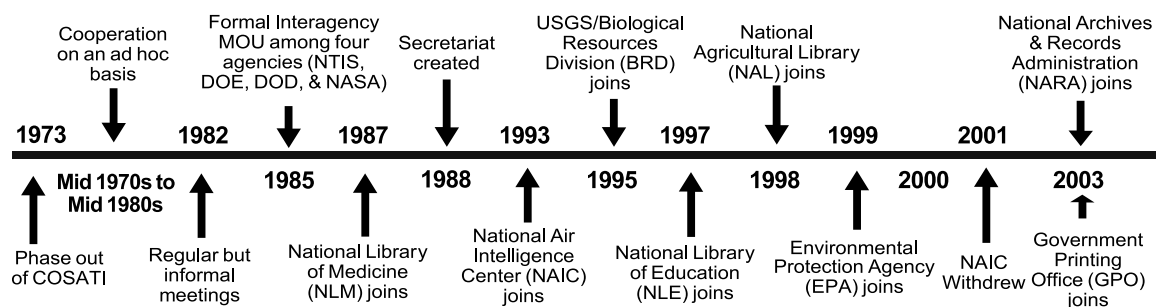 Cooperation
on an ad hoc
basis
Formal Interagency
MOU among four
agencies (NTIS,
DOE, DOD, & NASA)
Secretariat
created
USGS/Biological
Resources
Division (BRD)
joins
National
Agricultural Library
(NAL) joins
National Archives
& Records
Administration
(NARA) joins
1973
1982
1987
1993
1997
1999
2001
Mid 1970s to
Mid 1980s
1985
1988
1995
1998
2000
2003
Phase out
of COSATI
Regular but
informal
meetings
National Library
of Medicine
(NLM) joins
National Air
Intelligence
Center (NAIC)
joins
National Library
of Education
(NLE) joins
Environmental
Protection Agency
(EPA) joins
NAIC
Withdrew
Government
Printing
Office (GPO)
joins